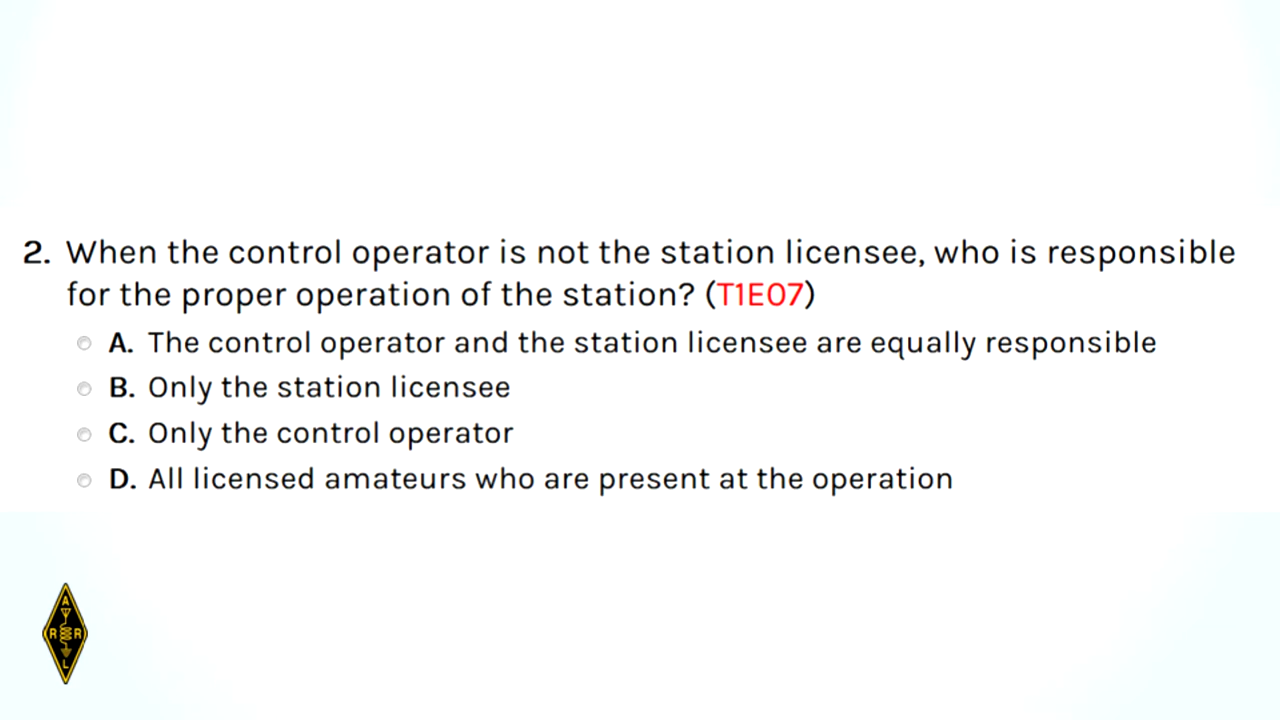 2. When the control operator is not the station licensee, who is responsible
for the proper operation of the station? (T1E07)
A. The control operator and the station licensee are equally responsible
B. Only the station licensee
C. Only the control operator
D. All licensed amateurs who are present at the operation
A
R R
L